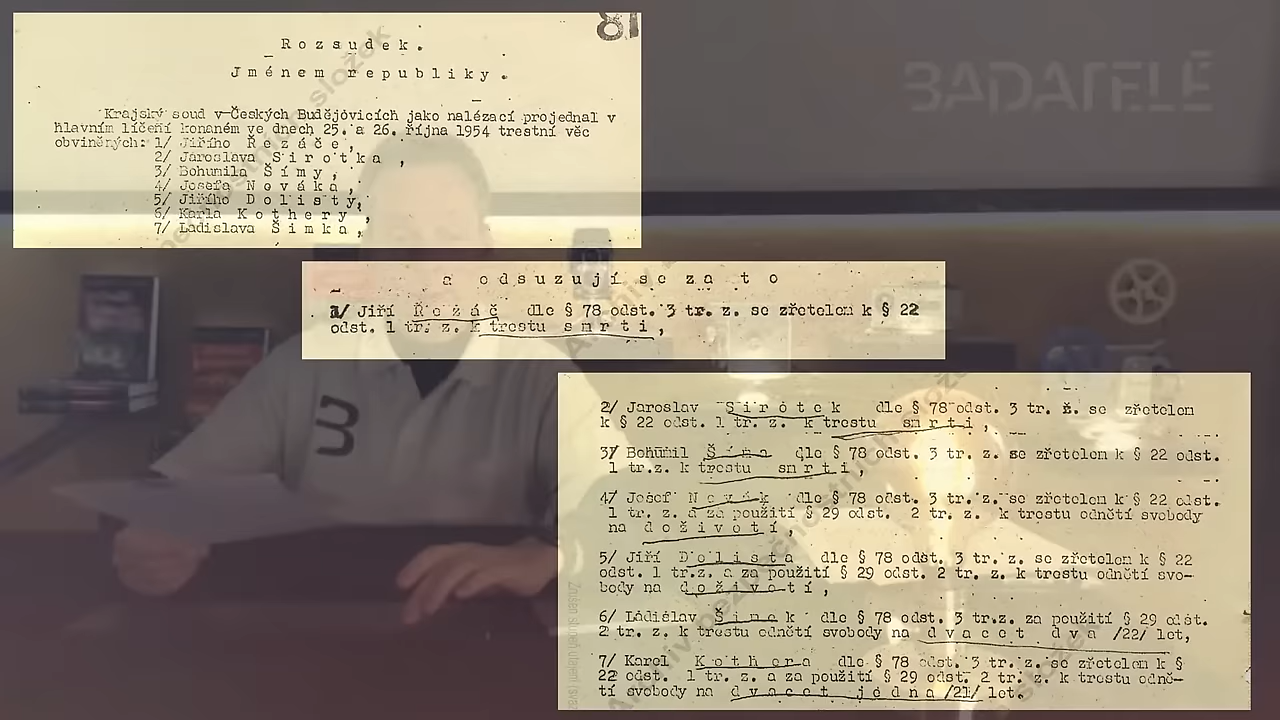 18
BADATELÉ
Rozsudek.
Jménem republiky.
Krajský soud v Českých Budějovicích jako nalézací projednal v
hlavním líčení konaném ve dnech 25. a 26. října 1954 trestní věc
obviněných: 1/ Jiřího Řezáče,
2/ Jaroslava Sirotka,
3/ Bohumila Šímy,
4/ Josefa Nováka,
5/ Jiřího Dolisty,
6/ Karla Kothery,
7/ Ladislava Šimka,
a odsuzují se za to
1/ Jiří Řezáč dle § 78 odst. 3 tr. z. se zřetelem k § 22
odst. 1 tr. z. k trestu smrti,
2/ Jaroslav Sirotek dle § 78 odst. 3 tr. z. se zřetelem
k § 22 odst. 1 tr. z. k trestu smrti,
3/ Bohumil Šíma dle § 78 odst. 3 tr. z. se zřetelem k § 22 odst.
1 tr.z. k trestu smrti,
4/ Josef Novák dle § 78 odst. 3 tr. z. se zřetelem k § 22 odst.
1 tr. z. a za použití § 29 odst. 2 tr. z. k trestu odnětí svobody
na doživotí,
5/ Jiří Dolista dle § 78 odst. 3 tr. z. se zřetelem k § 22
odst. 1 tr.z. a za použití § 29 odst. 2 tr. z. k trestu odnětí svo-
body na doživotí,
6/ Ladislav Šimek dle § 78 odst. 3 tr.z. za použití § 29 odst.
2 tr. z. k trestu odnětí svobody na dvacet dva /22/ let,
7/ Karel Kothera dle § 78 odst. 3 tr. z. se zřetelem k §
22 odst. 1 tr. z. a za použití § 29 odst. 2 tr. z. k trestu odně-
tí svobody na dvacet jedna /21/ let.